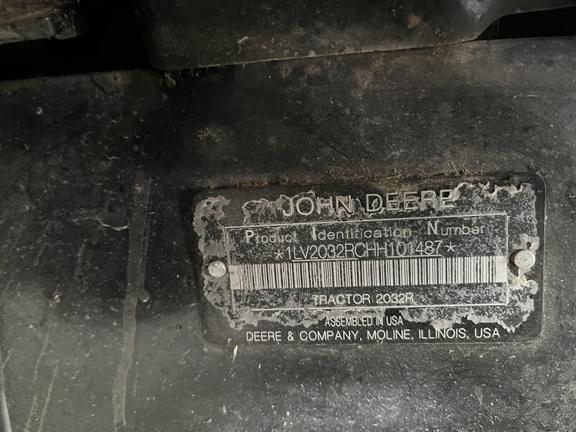 JOHN DEERE
Product Identification Number
*1LV2032RCHH101487*
TRACTOR 2032R
ASSEMBLED IN USA
DEERE & COMPANY, MOLINE, ILLINOIS, USA